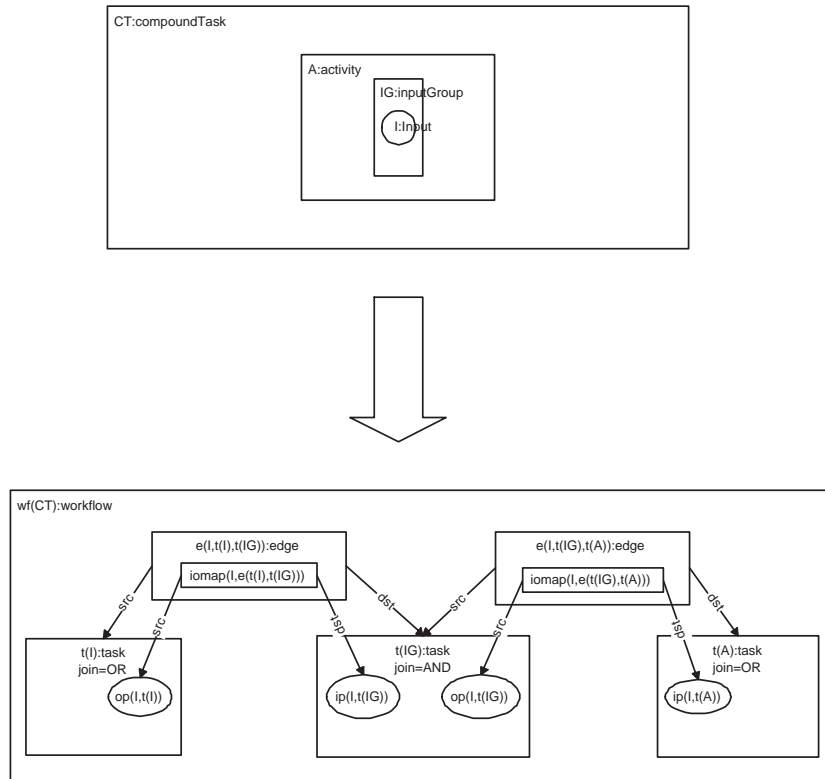 CT:compoundTask
A:activity
IG:inputGroup
I:Input
wf(CT):workflow
e(I,t(I),t(IG)):edge
e(I,t(IG),t(A)):edge
iomap(I,e(t(I),t(IG)))
iomap(I,e(t(IG),t(A)))
src
src
dst
dst
src
src
dst
dst
t(I):task
join=OR
t(IG):task
join=AND
t(A):task
join=OR
op(I,t(I))
ip(I,t(IG))
op(I,t(IG))
ip(I,t(A))